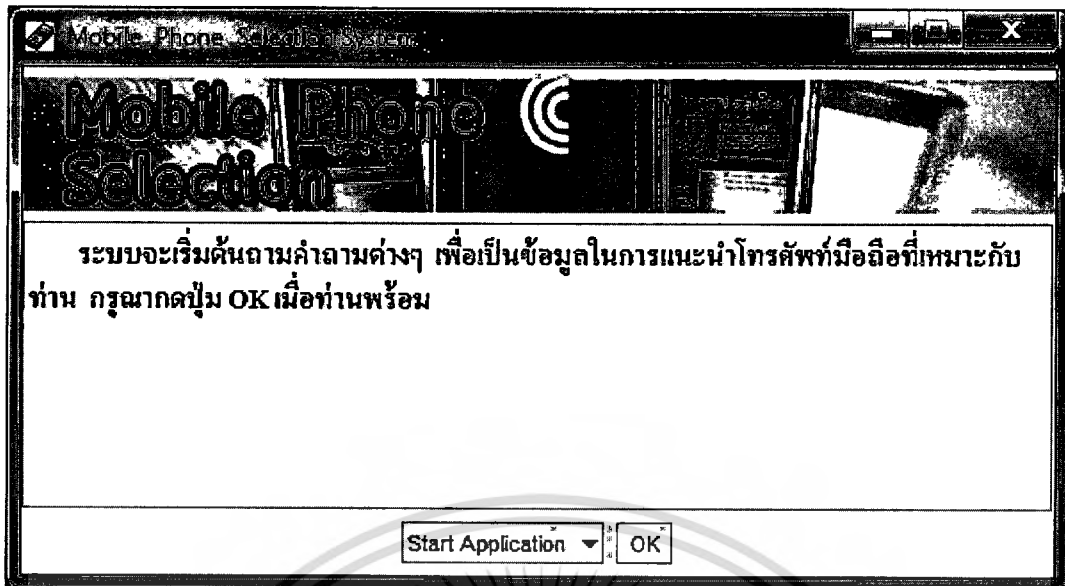 Mobile Phone Selection System
Mobile Phone
Selection
ระบบจะเริ่มต้นถามคำถามต่างๆ เพื่อเป็นข้อมูลในการแนะนำโทรศัพท์มือถือที่เหมาะกับ
ท่าน กรุณากดปุ่ม OK เมื่อท่านพร้อม
Start Application OK